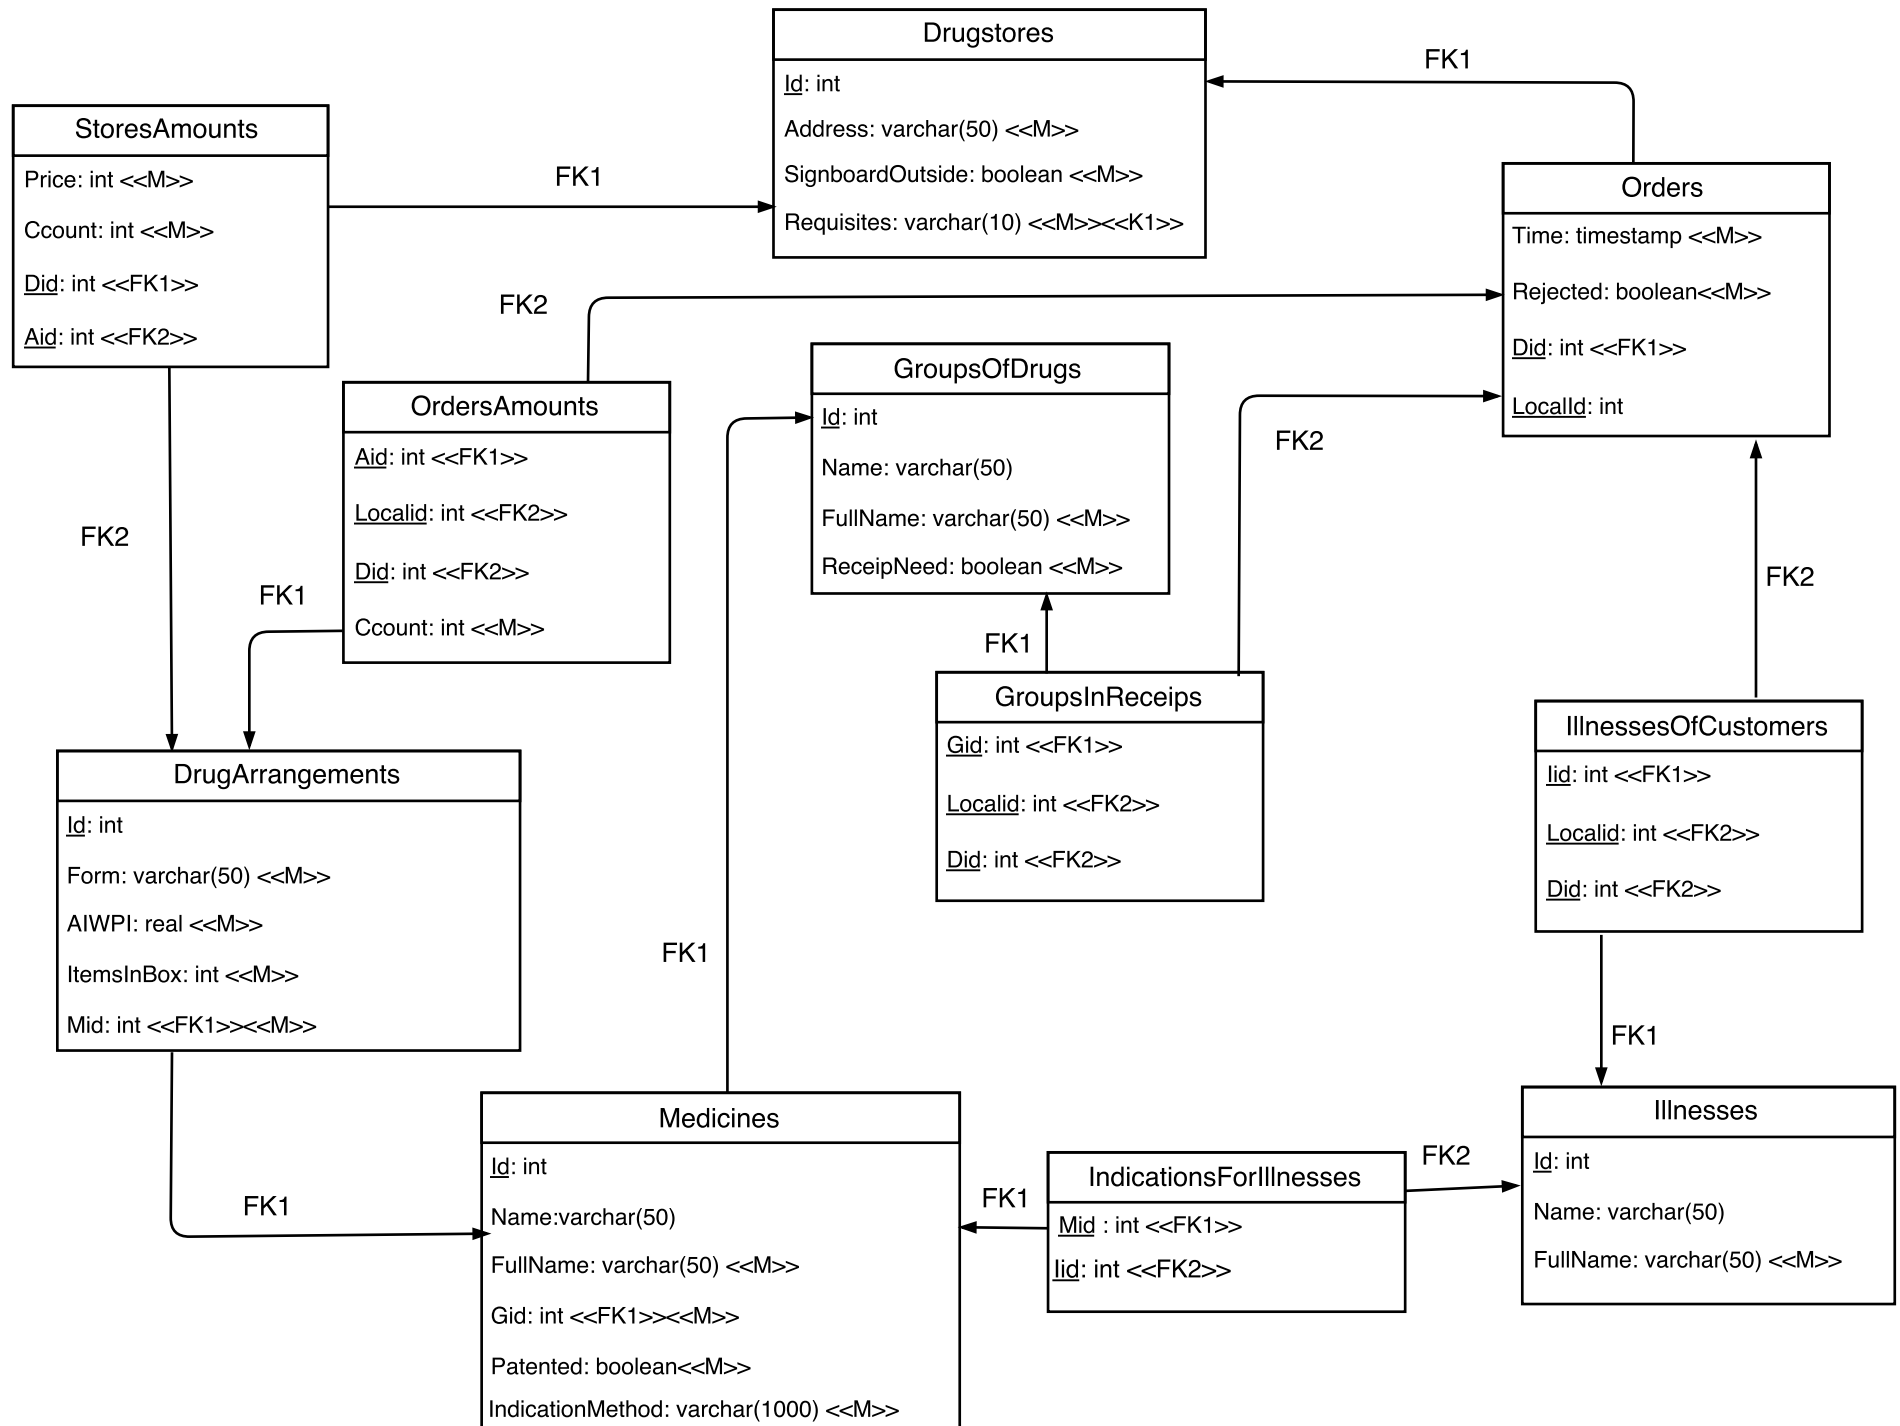 Drugstores
Id: int
Address: varchar(50) <<M>>
SignboardOutside: boolean <<M>>
Requisites: varchar(10) <<M>><<K1>>
FK1
StoresAmounts
Price: int <<M>>
Ccount: int <<M>>
Did: int <<FK1>>
Aid: int <<FK2>>
FK1
Orders
Time: timestamp <<M>>
Rejected: boolean<<M>>
Did: int <<FK1>>
LocalId: int
FK2
OrdersAmounts
Aid: int <<FK1>>
Localid: int <<FK2>>
Did: int <<FK2>>
Ccount: int <<M>>
GroupsOfDrugs
Id: int
Name: varchar(50)
FullName: varchar(50) <<M>>
ReceipNeed: boolean <<M>>
FK2
FK2
FK1
FK2
FK1
GroupsInReceips
Gid: int <<FK1>>
Localid: int <<FK2>>
Did: int <<FK2>>
IllnessesOfCustomers
Iid: int <<FK1>>
Localid: int <<FK2>>
Did: int <<FK2>>
DrugArrangements
Id: int
Form: varchar(50) <<M>>
AIWPI: real <<M>>
ItemsInBox: int <<M>>
Mid: int <<FK1>><<M>>
FK1
FK1
Medicines
Id: int
Name:varchar(50)
FullName: varchar(50) <<M>>
Gid: int <<FK1>><<M>>
Patented: boolean<<M>>
IndicationMethod: varchar(1000) <<M>>
FK1
FK1
IndicationsForIllnesses
Mid : int <<FK1>>
Iid: int <<FK2>>
FK2
Illnesses
Id: int
Name: varchar(50)
FullName: varchar(50) <<M>>